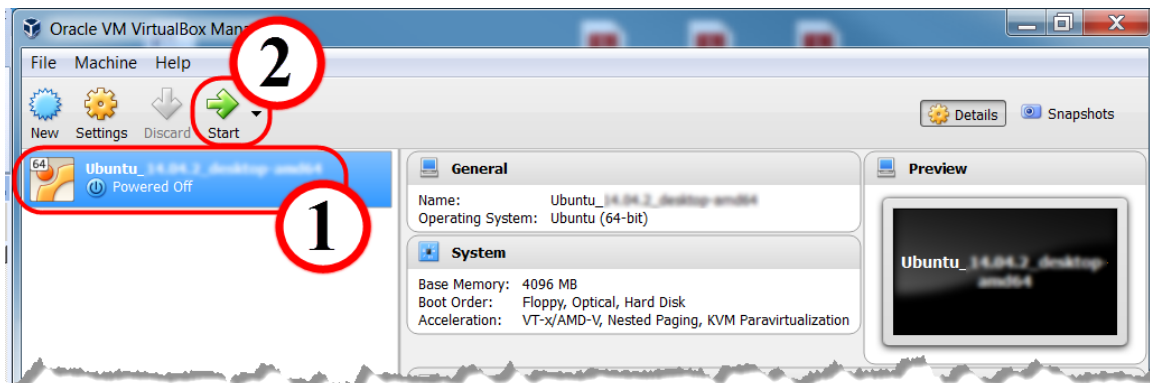 Oracle VM VirtualBox Man
2
File Machine Help
New Settings Discard Start
Details Snapshots
64
Ubuntu_
Powered Off
1
General
Name: Ubuntu_
Operating System: Ubuntu (64-bit)
System
Base Memory: 4096 MB
Boot Order: Floppy, Optical, Hard Disk
Acceleration: VT-x/AMD-V, Nested Paging, KVM Paravirtualization
Preview
Ubuntu_